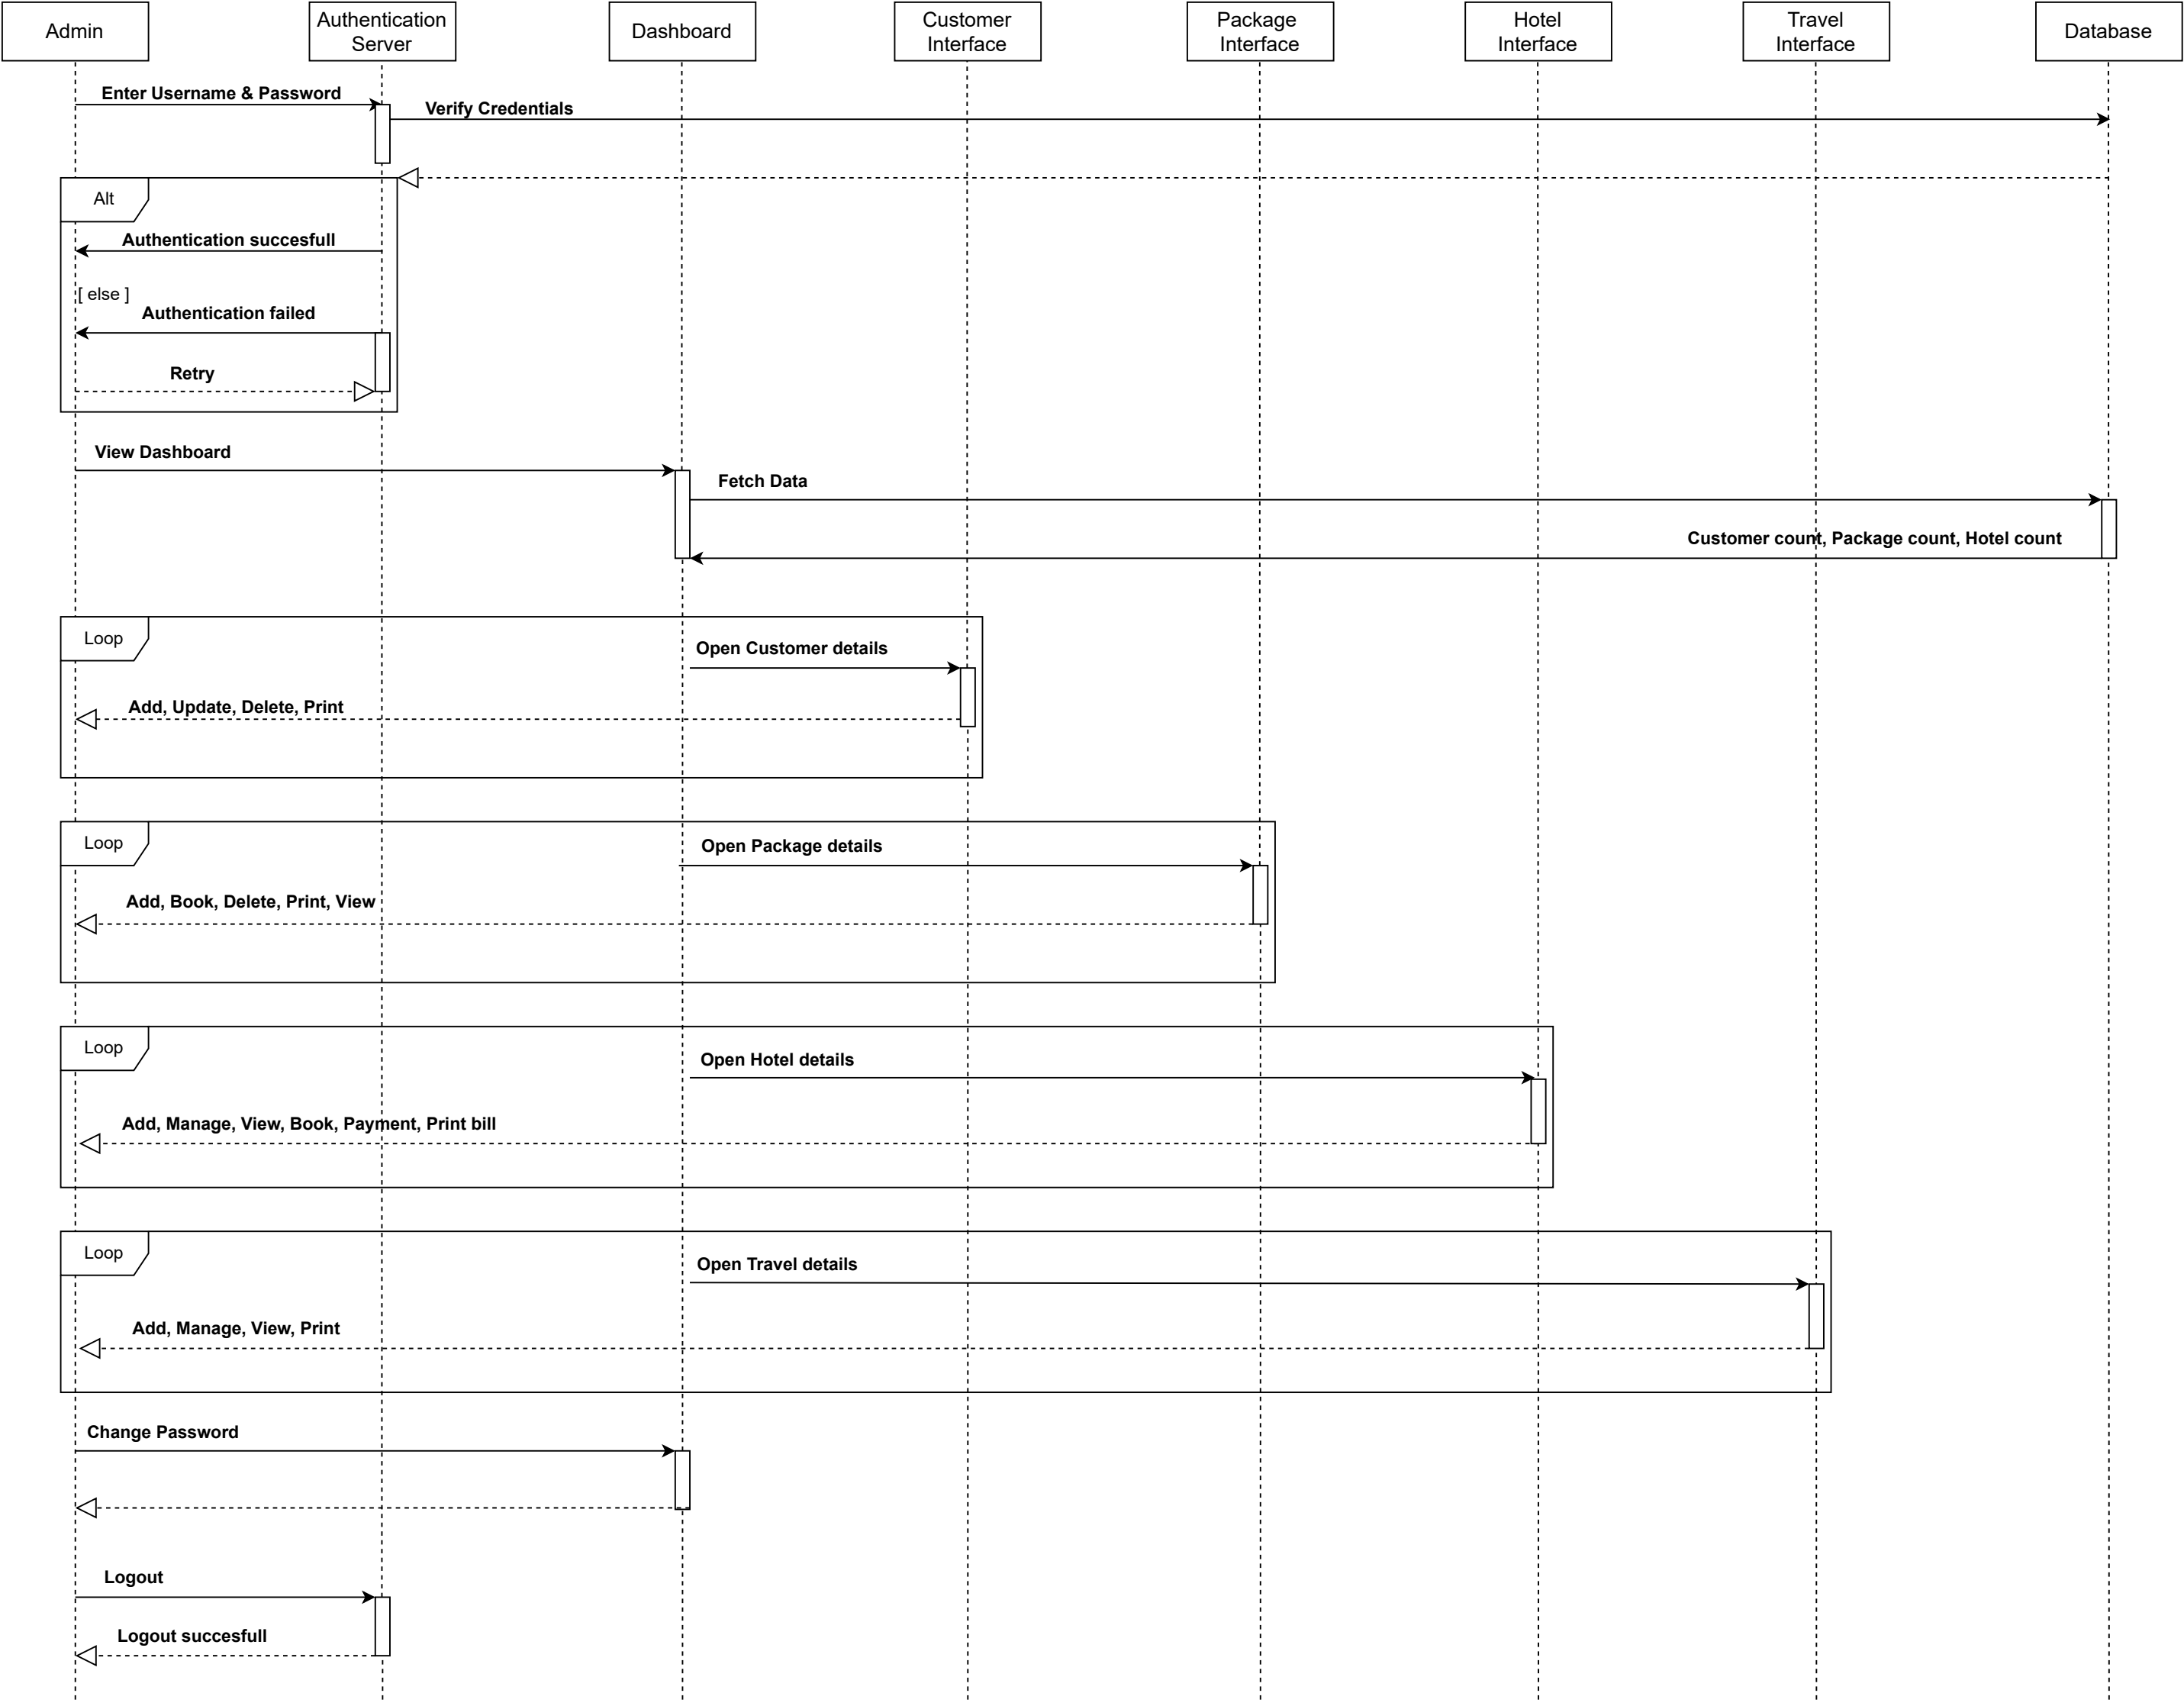 Admin
Authentication
Server
Dashboard
Customer
Interface
Package
Interface
Hotel
Interface
Travel
Interface
Database
Enter Username & Password
Verify Credentials
Alt
Authentication succesfull
[ else ]
Authentication failed
Retry
View Dashboard
Fetch Data
Customer count, Package count, Hotel count
Loop
Open Customer details
Add, Update, Delete, Print
Loop
Open Package details
Add, Book, Delete, Print, View
Loop
Open Hotel details
Add, Manage, View, Book, Payment, Print bill
Loop
Open Travel details
Add, Manage, View, Print
Change Password
Logout
Logout succesfull